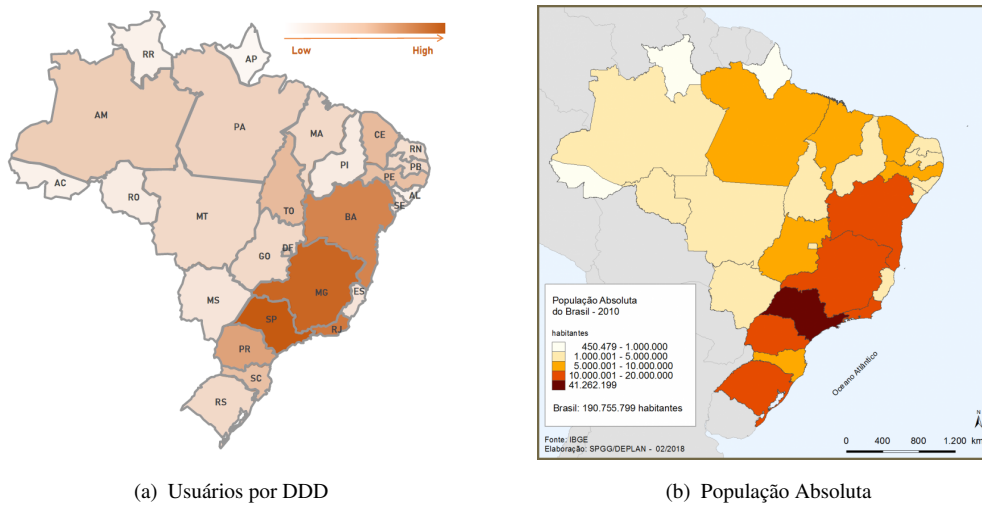 Low High
RR
AP
AM
PA
MA
CE
RN
PB
PI
PE
AL
AC
SE
RO
TO
BA
MT
DF
GO
MG
ES
MS
SP
RJ
PR
SC
RS
População Absoluta
do Brasil - 2010
habitantes
450.479 - 1.000.000
1.000.001 - 5.000.000
5.000.001 - 10.000.000
10.000.001 - 20.000.000
41.262.199
Brasil: 190.755.799 habitantes
Oceano Atlântico
N
Fonte: IBGE
Elaboração: SPGG/DEPLAN - 02/2018
0 400 800 1.200 km
(a) Usuários por DDD
(b) População Absoluta